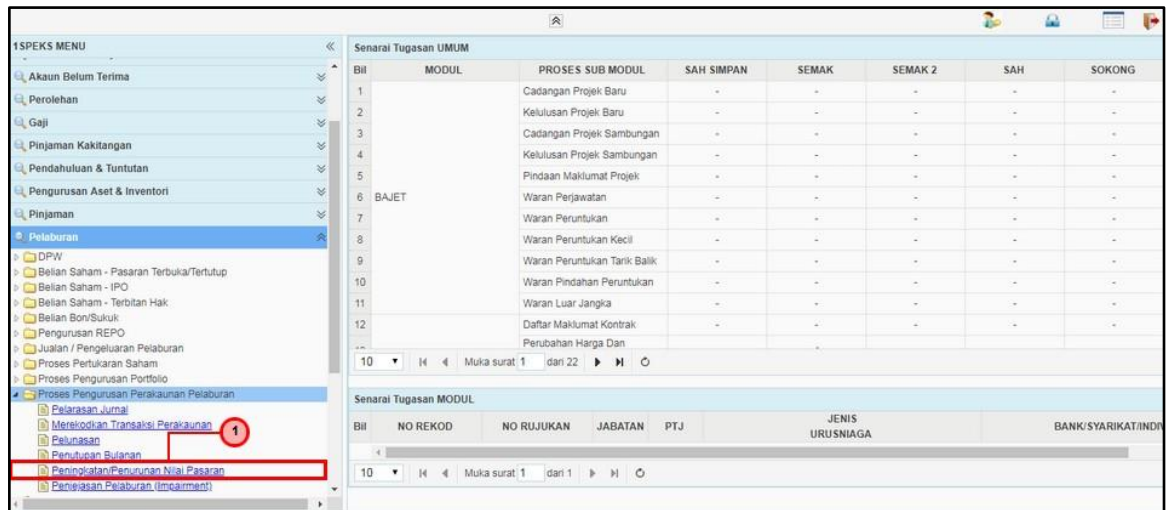 1SPEKS MENU
Akaun Belum Terima
Perolehan
Gaji
Pinjaman Kakitangan
Pendahuluan & Tuntutan
Pengurusan Aset & Inventori
Pinjaman
Pelaburan
DPW
Belian Saham - Pasaran Terbuka/Tertutup
Belian Saham - IPO
Belian Saham - Terbitan Hak
Belian Bon/Sukuk
Pengurusan REPO
Jualan / Pengeluaran Pelaburan
Proses Pertukaran Saham
Proses Pengurusan Portfolio
Proses Pengurusan Perakaunan Pelaburan
Pelarasan Jurnal
Merekodkan Transaksi Perakaunan
1
Pelunasan
Penutupan Bulanan
Peningkatan/Penurunan Nilai Pasaran
Penjejasan Pelaburan (Impairment)
Senarai Tugasan UMUM
Bil MODUL PROSES SUB MODUL SAH SIMPAN SEMAK SEMAK 2 SAH SOKONG
1 Cadangan Projek Baru - - - - -
2 Kelulusan Projek Baru - - - - -
3 Cadangan Projek Sambungan - - - - -
4 Kelulusan Projek Sambungan - - - - -
5 Pindaan Maklumat Projek - - - - -
6 BAJET Waran Perjawatan - - - - -
7 Waran Peruntukan - - - - -
8 Waran Peruntukan Kecil - - - - -
9 Waran Peruntukan Tarik Balik - - - - -
10 Waran Pindahan Peruntukan - - - - -
11 Waran Luar Jangka - - - - -
12 Daftar Maklumat Kontrak - - - - -
Perubahan Harga Dan
10 Muka surat 1 dari 22
Senarai Tugasan MODUL
Bil NO REKOD NO RUJUKAN JABATAN PTJ JENIS URUSNIAGA BANK/SYARIKAT/INDIV
10 Muka surat 1 dari 1